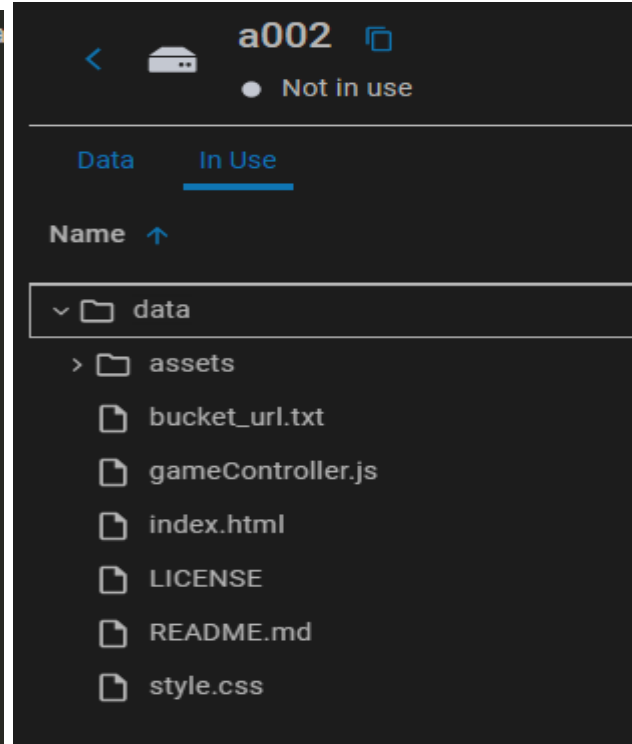 a002
Not in use
Data In Use
Name
data
assets
bucket_url.txt
gameController.js
index.html
LICENSE
README.md
style.css